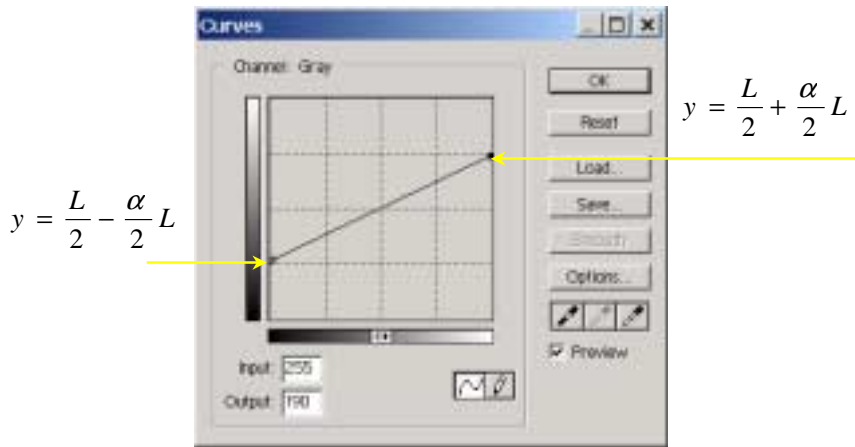 Curves
Channel: Gray
OK
Reset
y = L/2 + α/2 L
Load...
Save...
y = L/2 − α/2 L
Smooth
Options...
Preview
Input: 255
Output: 190